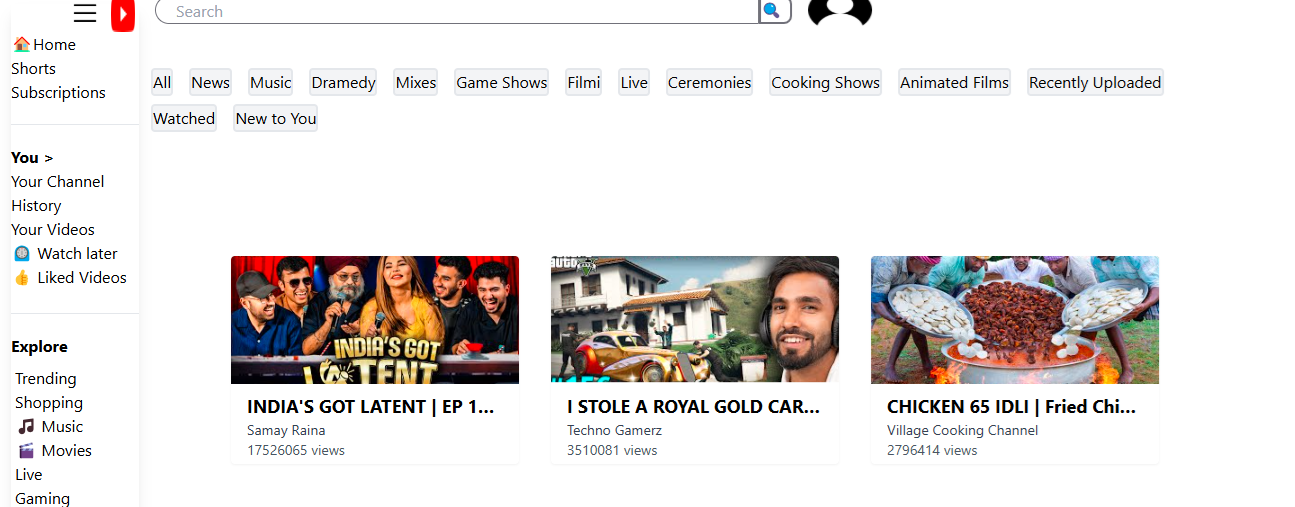 Search
🏠Home
Shorts
Subscriptions
You >
Your Channel
History
Your Videos
Watch later
👍 Liked Videos
Explore
Trending
Shopping
🎵 Music
🎬 Movies
Live
Gaming
All News Music Dramedy Mixes Game Shows Filmi Live Ceremonies Cooking Shows Animated Films Recently Uploaded
Watched New to You
INDIA'S GOT
LATENT
INDIA'S GOT LATENT | EP 1...
Samay Raina
17526065 views
auto
V
I STOLE A ROYAL GOLD CAR...
Techno Gamerz
3510081 views
CHICKEN 65 IDLI | Fried Chi...
Village Cooking Channel
2796414 views